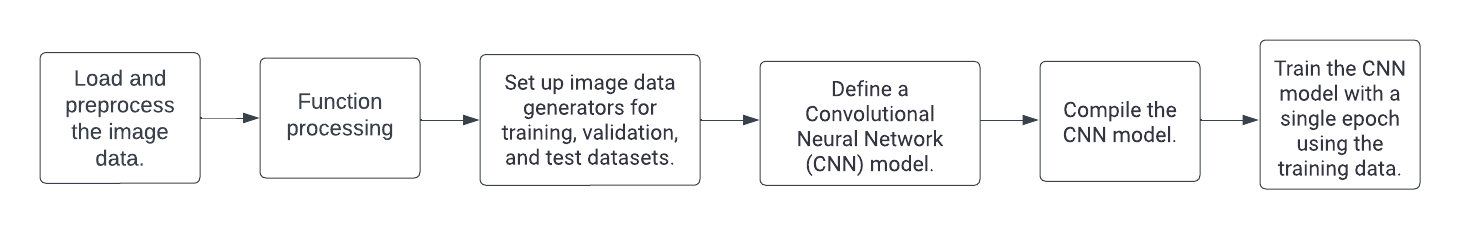 Load and
preprocess
the image
data.
Function
processing
Set up image data
generators for
training, validation,
and test datasets.
Define a
Convolutional
Neural Network
(CNN) model.
Compile the
CNN model.
Train the CNN
model with a
single epoch
using the
training data.